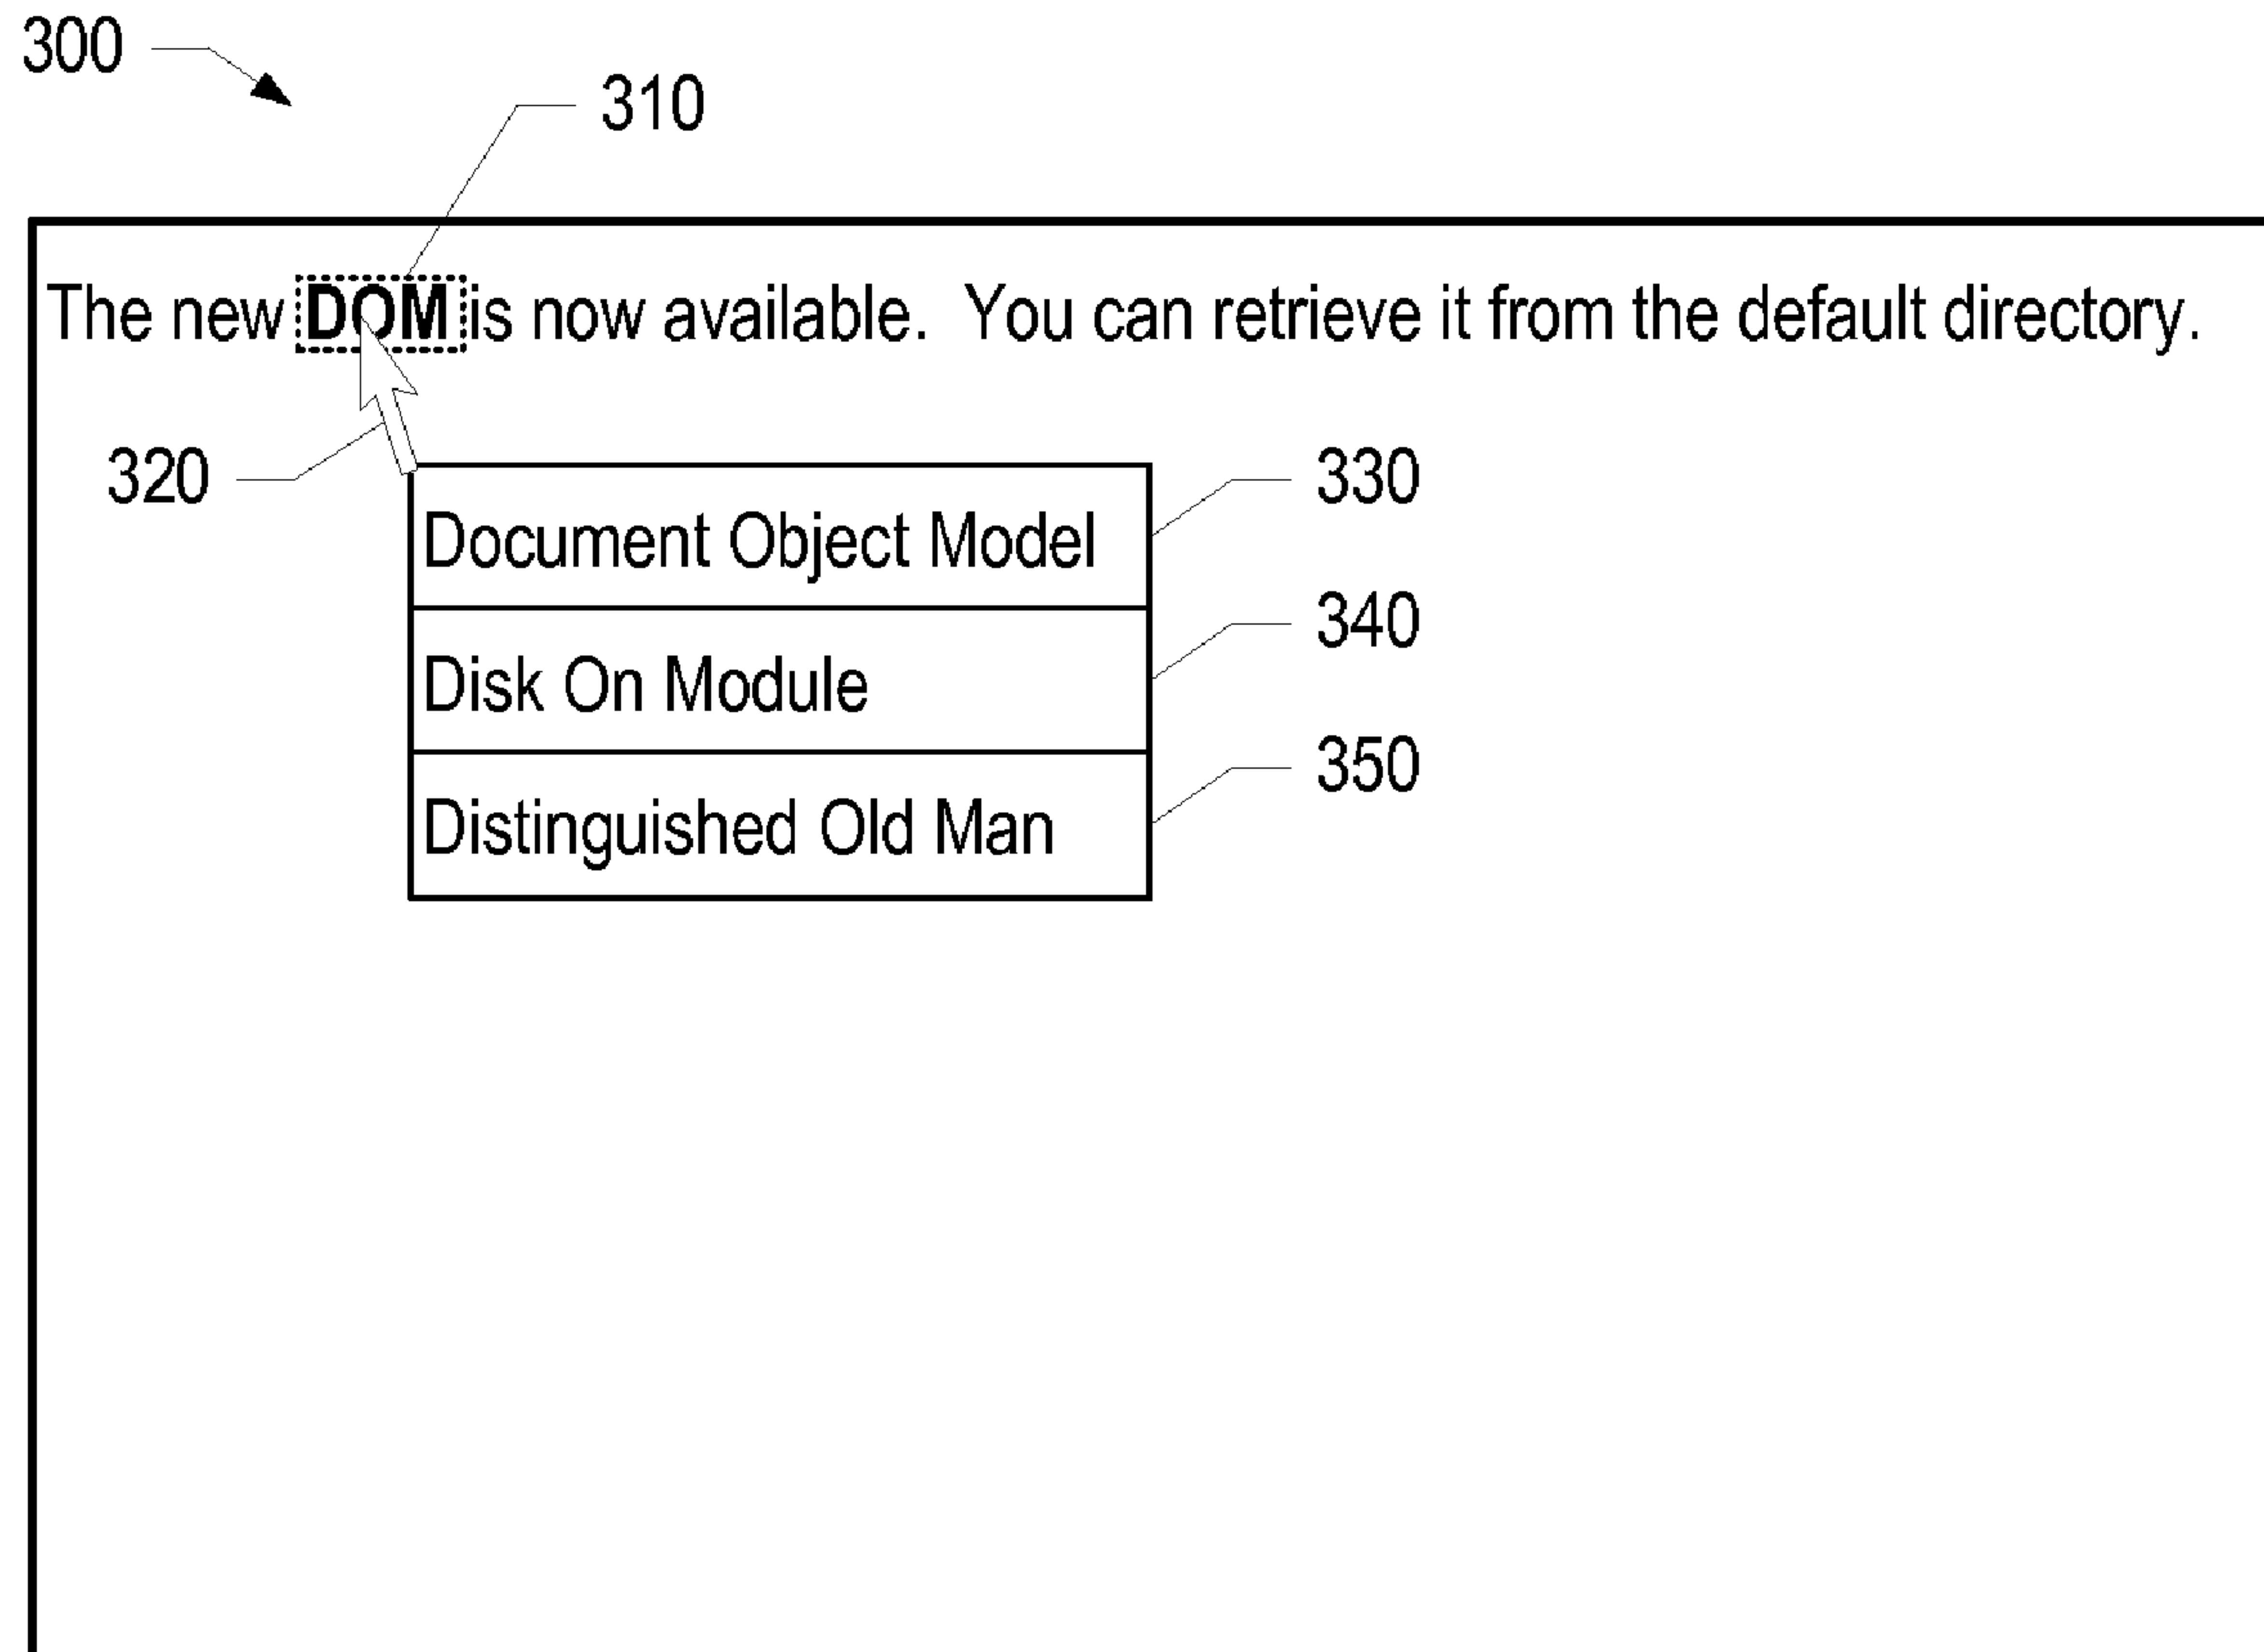 300
310
The new DOM is now available.  You can retrieve it from the default directory.
320
330
Document Object Model
340
Disk On Module
350
Distinguished Old Man